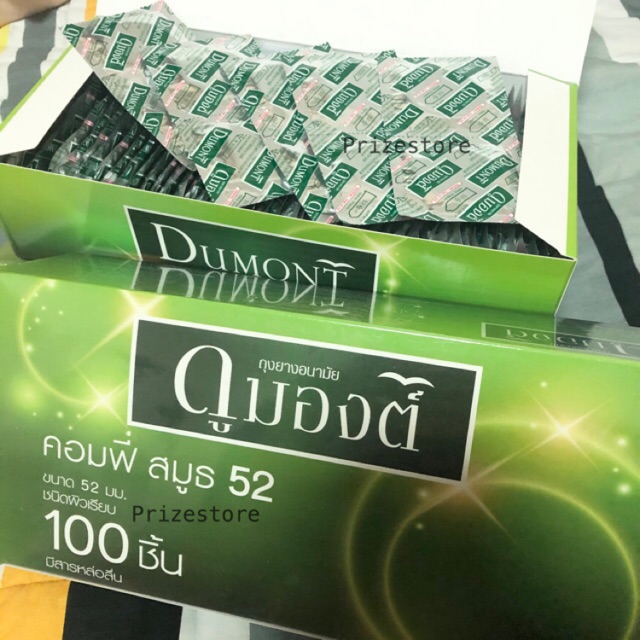 Prizestore
DUMONT
ถุงยางอนามัย
ดูมองต์
คอมฟี่ สมูธ 52
ขนาด 52 มม.
ชนิดผิวเรียบ
Prizestore
100 ชิ้น
มีสารหล่อลื่น